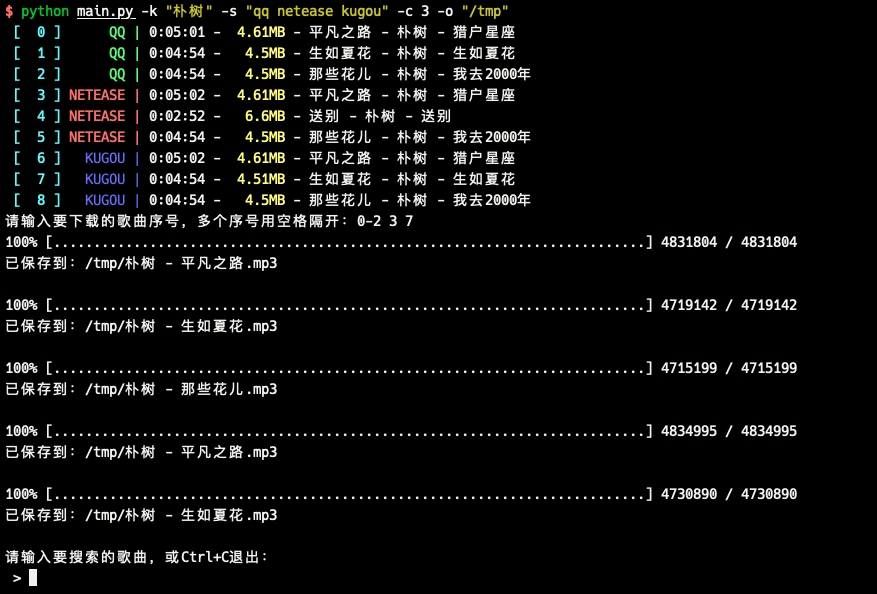 $ python main.py -k "朴树" -s "qq netease kugou" -c 3 -o "/tmp"
[ 0 ] QQ | 0:05:01 - 4.61MB - 平凡之路 - 朴树 - 猎户星座
[ 1 ] QQ | 0:04:54 - 4.5MB - 生如夏花 - 朴树 - 生如夏花
[ 2 ] QQ | 0:04:54 - 4.5MB - 那些花儿 - 朴树 - 我去2000年
[ 3 ] NETEASE | 0:05:02 - 4.61MB - 平凡之路 - 朴树 - 猎户星座
[ 4 ] NETEASE | 0:02:52 - 6.6MB - 送别 - 朴树 - 送别
[ 5 ] NETEASE | 0:04:54 - 4.5MB - 那些花儿 - 朴树 - 我去2000年
[ 6 ] KUGOU | 0:05:02 - 4.61MB - 平凡之路 - 朴树 - 猎户星座
[ 7 ] KUGOU | 0:04:54 - 4.51MB - 生如夏花 - 朴树 - 生如夏花
[ 8 ] KUGOU | 0:04:54 - 4.5MB - 那些花儿 - 朴树 - 我去2000年
请输入要下载的歌曲序号，多个序号用空格隔开：0-2 3 7
100% [..........................................................................] 4831804 / 4831804
已保存到：/tmp/朴树 - 平凡之路.mp3
100% [..........................................................................] 4719142 / 4719142
已保存到：/tmp/朴树 - 生如夏花.mp3
100% [..........................................................................] 4715199 / 4715199
已保存到：/tmp/朴树 - 那些花儿.mp3
100% [..........................................................................] 4834995 / 4834995
已保存到：/tmp/朴树 - 平凡之路.mp3
100% [..........................................................................] 4730890 / 4730890
已保存到：/tmp/朴树 - 生如夏花.mp3
请输入要搜索的歌曲，或Ctrl+C退出：
>